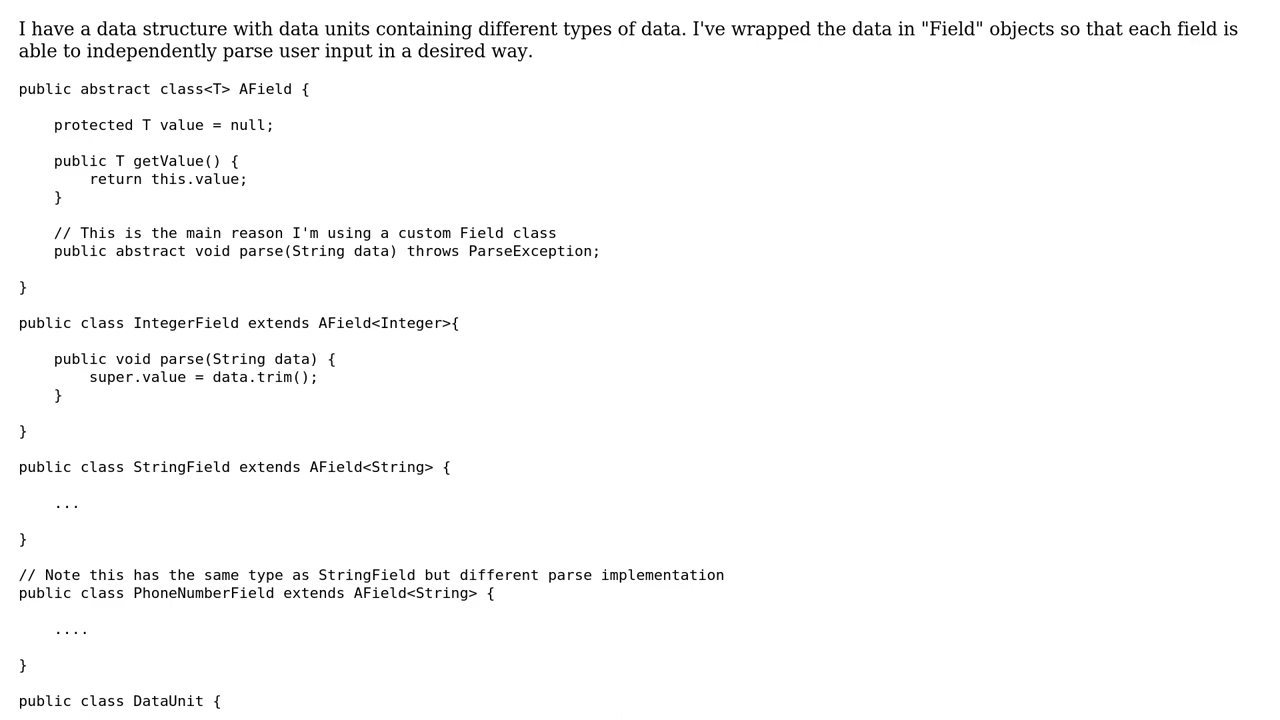 I have a data structure with data units containing different types of data. I've wrapped the data in "Field" objects so that each field is
able to independently parse user input in a desired way.
public abstract class<T> AField {
protected T value = null;
public T getValue() {
return this.value;
}
// This is the main reason I'm using a custom Field class
public abstract void parse(String data) throws ParseException;
}
public class IntegerField extends AField<Integer>{
public void parse(String data) {
super.value = data.trim();
}
}
public class StringField extends AField<String> {
...
}
// Note this has the same type as StringField but different parse implementation
public class PhoneNumberField extends AField<String> {
....
}
public class DataUnit {